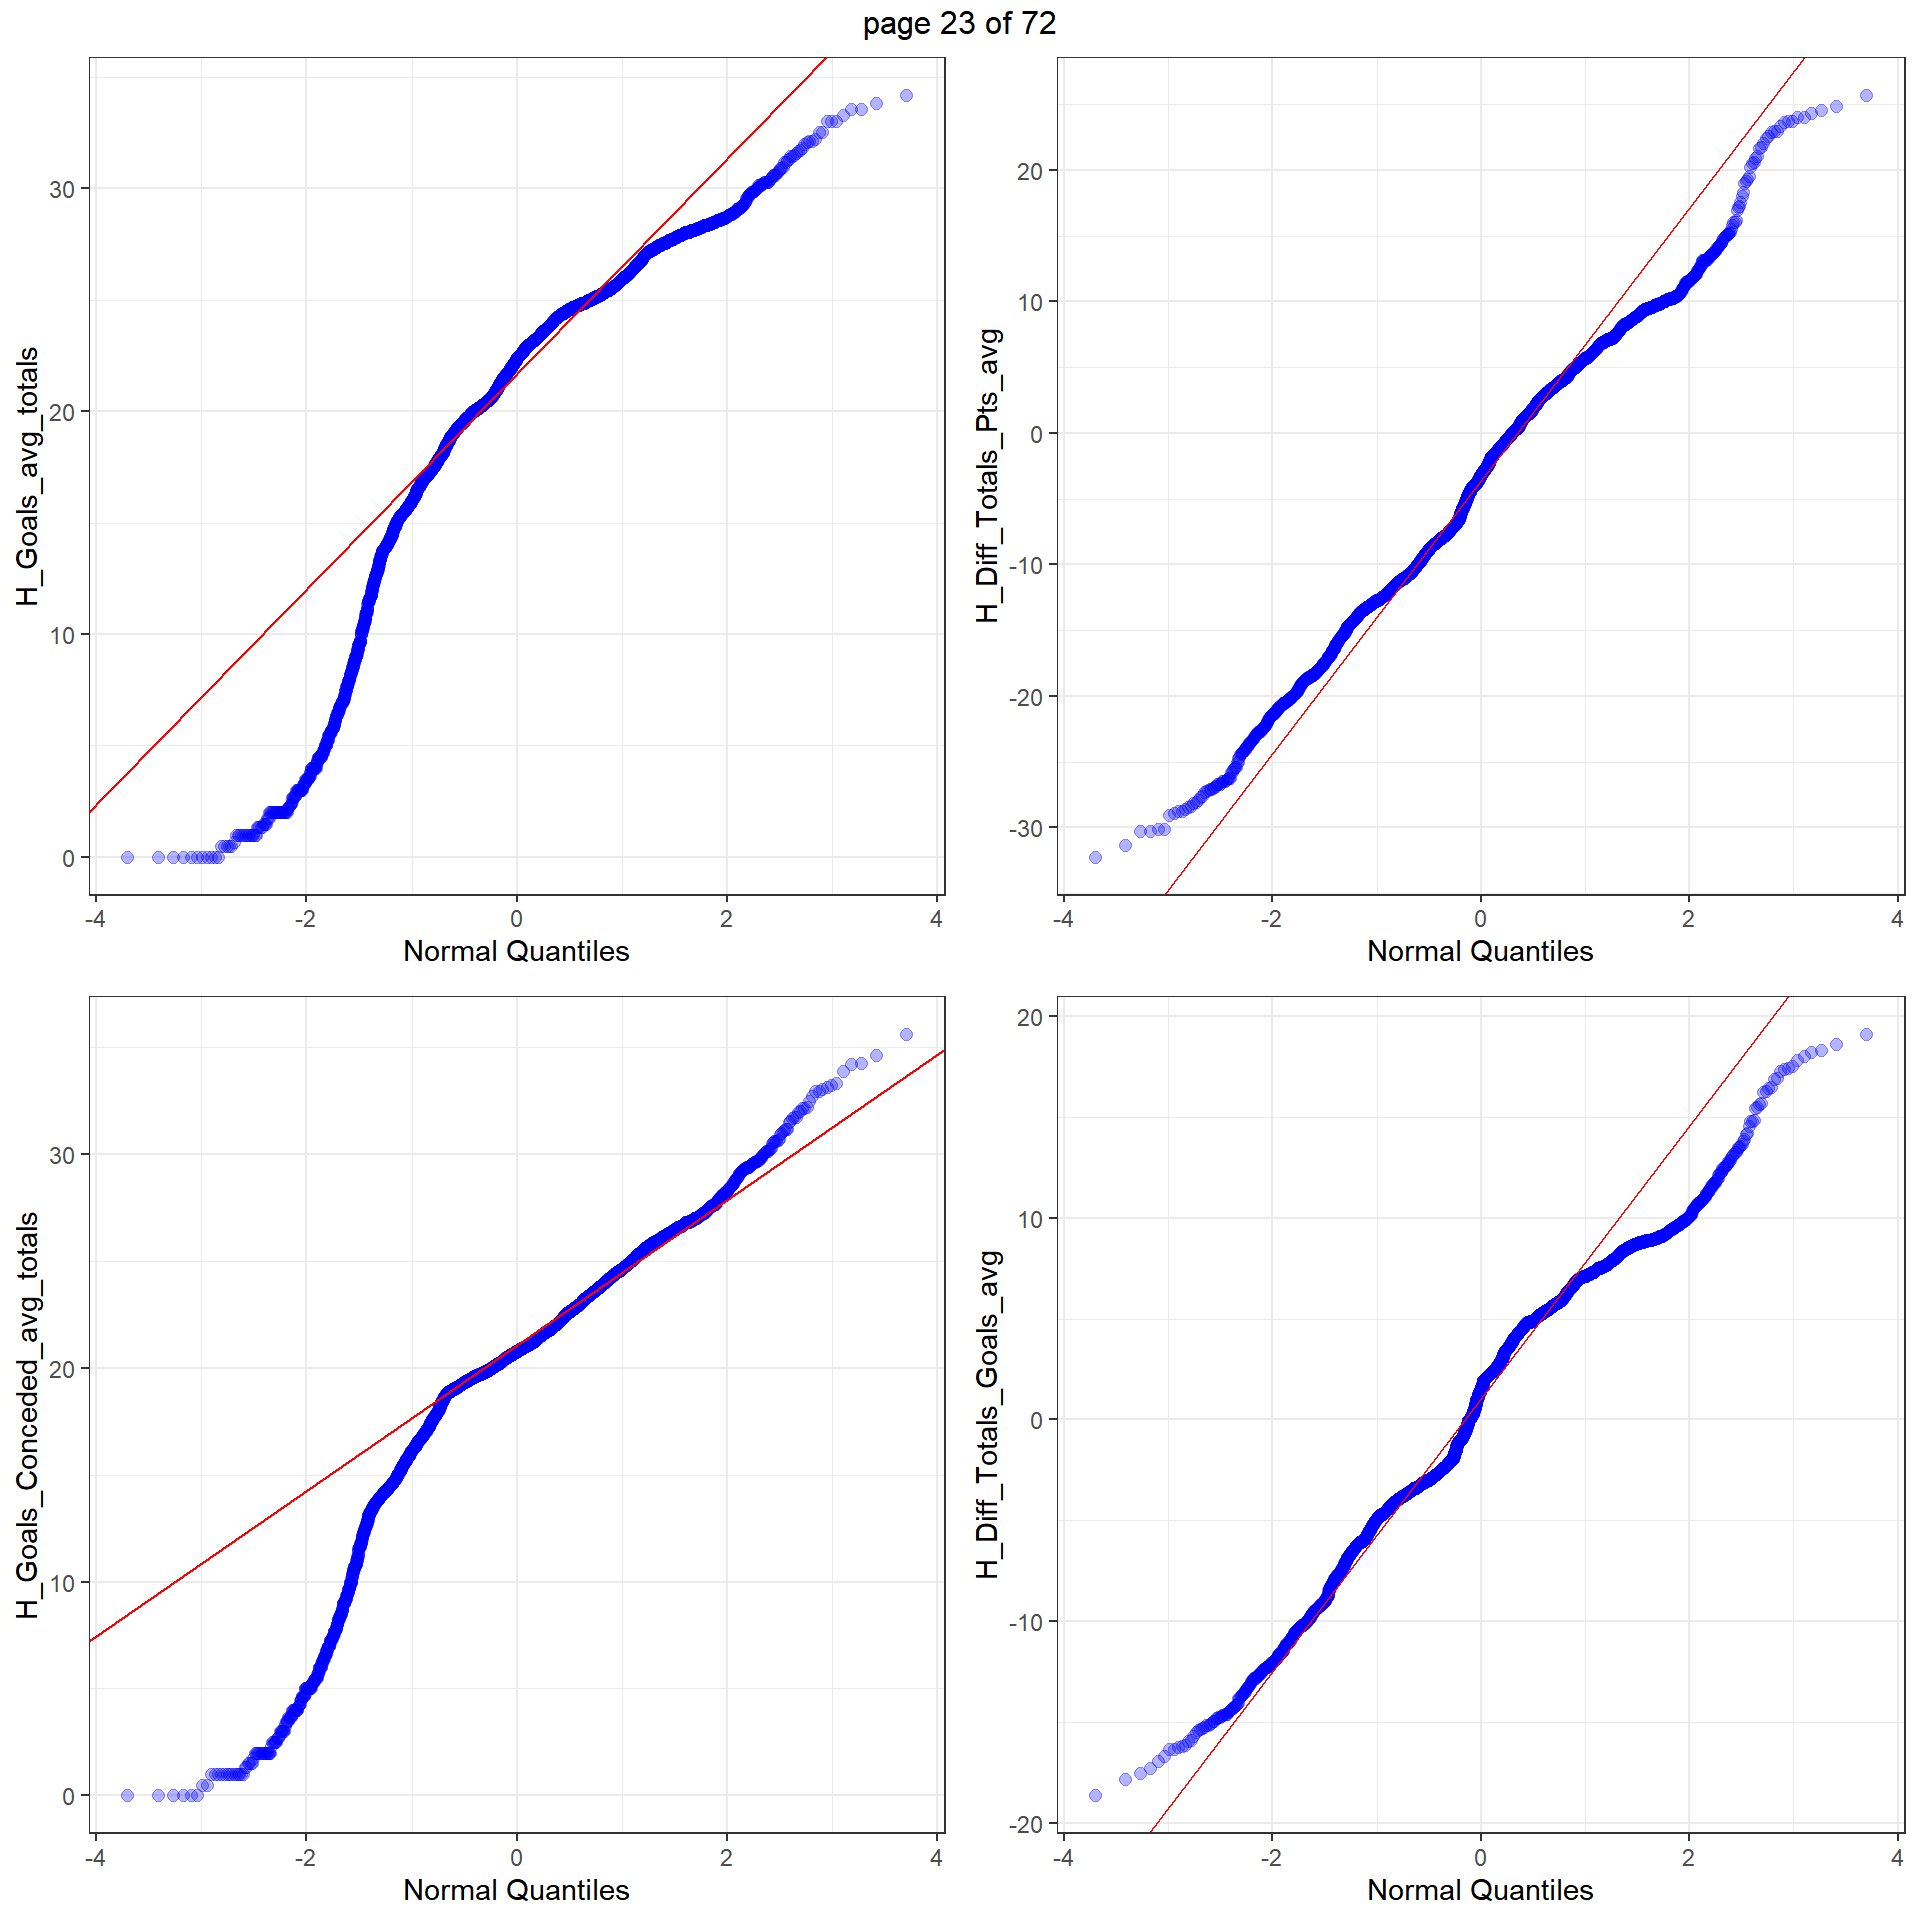 page 23 of 72
H_Goals_avg_totals
30
20
10
0
-4 -2 0 2 4
Normal Quantiles
H_Diff_Totals_Pts_avg
20
10
0
-10
-20
-30
-4 -2 0 2 4
Normal Quantiles
H_Goals_Conceded_avg_totals
30
20
10
0
-4 -2 0 2 4
Normal Quantiles
H_Diff_Totals_Goals_avg
20
10
0
-10
-20
-4 -2 0 2 4
Normal Quantiles